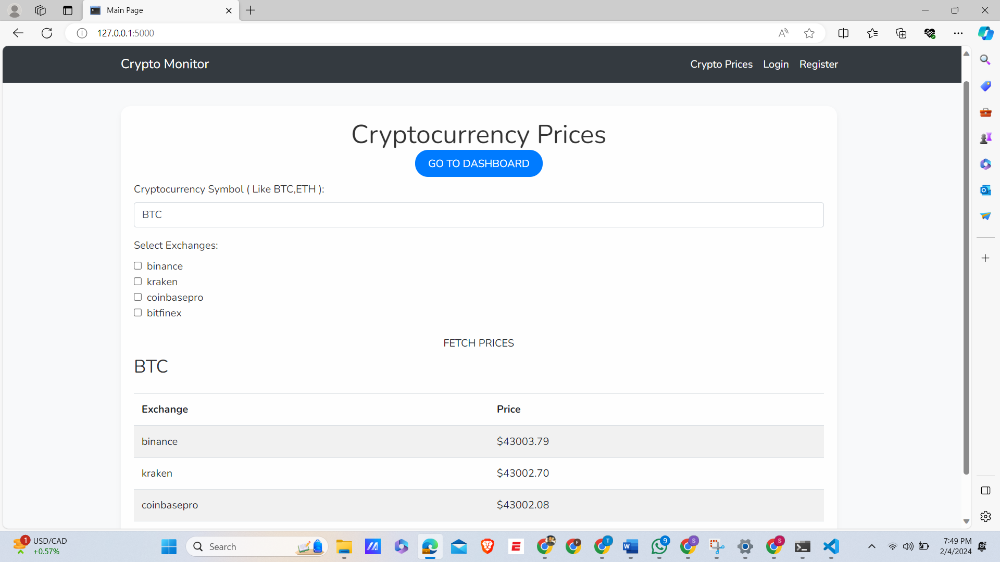 Main Page
127.0.0.1:5000
Crypto Monitor
Crypto Prices Login Register
Cryptocurrency Prices
GO TO DASHBOARD
Cryptocurrency Symbol ( Like BTC,ETH ):
BTC
Select Exchanges:
binance
kraken
coinbasepro
bitfinex
FETCH PRICES
BTC
Exchange Price
binance $43003.79
kraken $43002.70
coinbasepro $43002.08
1 USD/CAD
+0.57%
Search
F
T
9
S
S
7:49 PM
2/4/2024